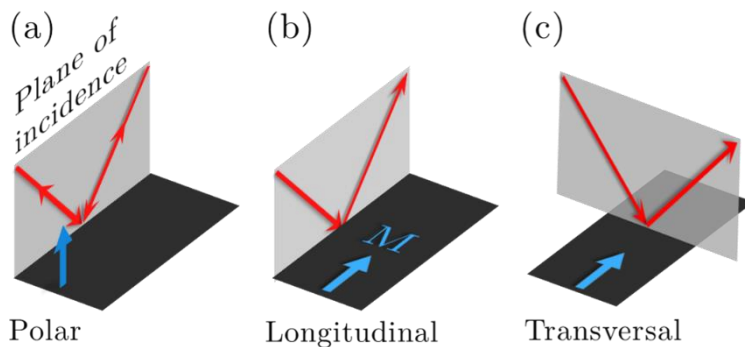 (a)
(b)
(c)
Plane of
incidence
M
Polar
Longitudinal
Transversal